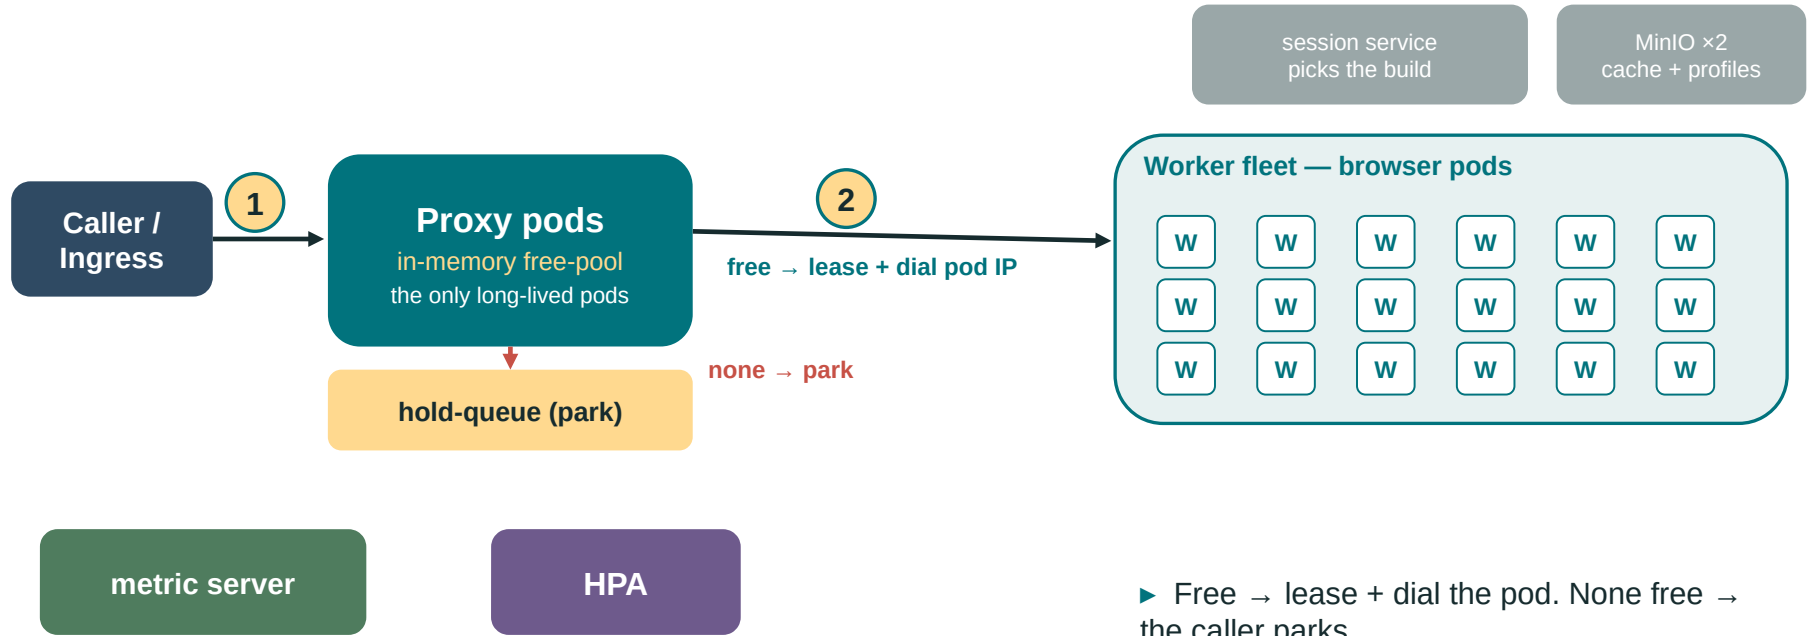 session service
picks the build
MinIO ×2
cache + profiles
Caller /
Ingress
1
Proxy pods
in-memory free-pool
the only long-lived pods
2
free → lease + dial pod IP
none → park
hold-queue (park)
Worker fleet — browser pods
W W W W W W
W W W W W W
W W W W W W
metric server
HPA
► Free → lease + dial the pod. None free →
the caller parks